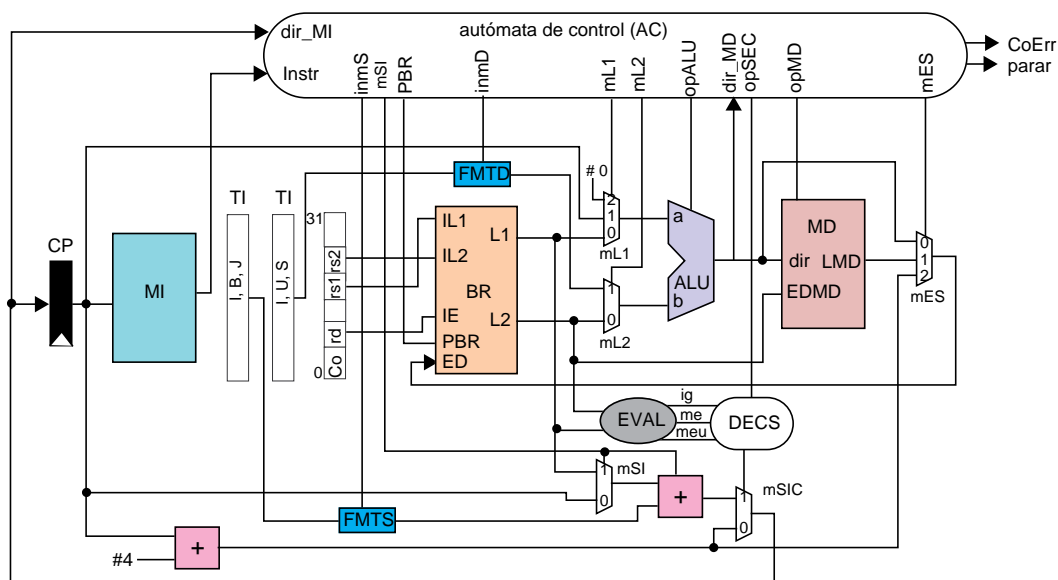 autómata de control (AC)
dir_MI
Instr
inmS
mSI
PBR
inmD
mL1
mL2
opALU
dir_MD
opSEC
opMD
mES
CoErr
parar
TI
TI
FMTD
# 0
31
I, B, J
I, U, S
rs2
rs1
rd
Co
0
CP
MI
IL1
IL2
BR
IE
PBR
ED
L1
L2
2
1
0
mL1
1
0
mL2
a
ALU
b
MD
dir
LMD
EDMD
0
1
2
mES
EVAL
ig
me
meu
DECS
1
0
mSI
+
1
0
mSIC
FMTS
#4
+